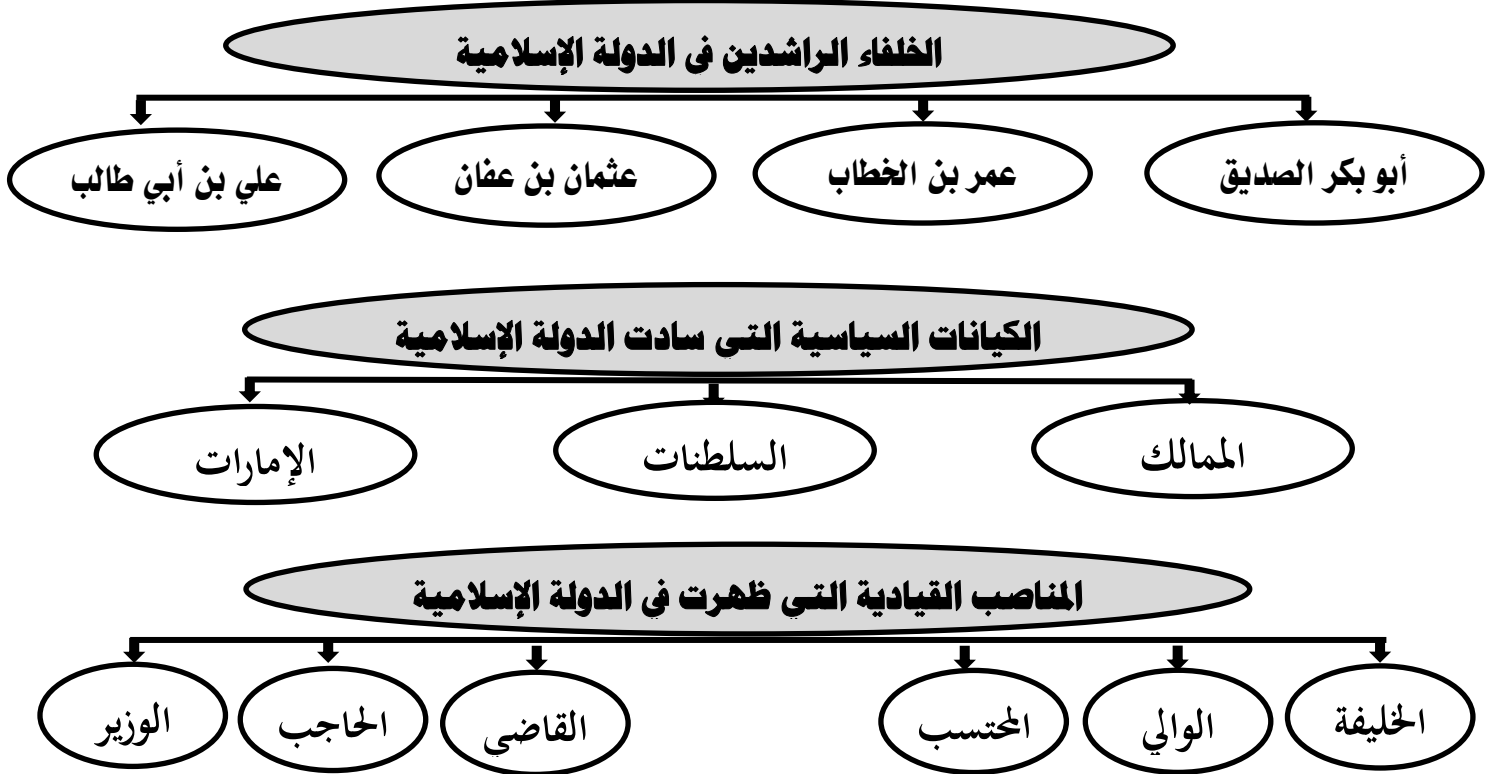 الخلفاء الراشدين فى الدولة الإسلامية
أبو بكر الصديق
عمر بن الخطاب
عثمان بن عفان
علي بن أبي طالب
الكيانات السياسية التى سادت الدولة الإسلامية
الممالك
السلطنات
الإمارات
المناصب القيادية التى ظهرت في الدولة الإسلامية
الخليفة
الوالي
المحتسب
القاضى
الحاجب
الوزير